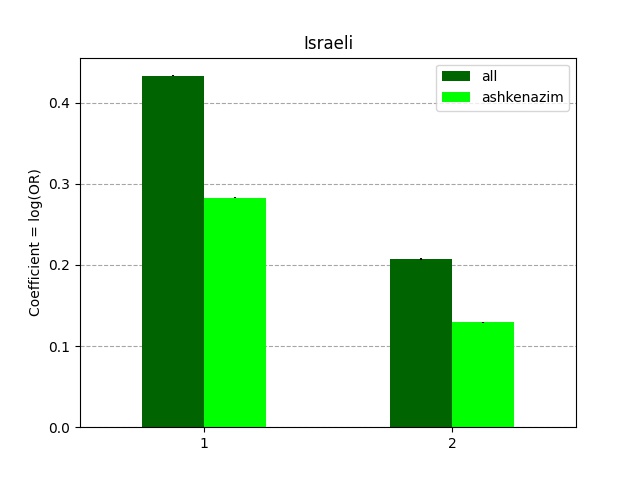 Israeli
all
ashkenazim
Coefficient = log(OR)
0.4
0.3
0.2
0.1
0.0
1 2